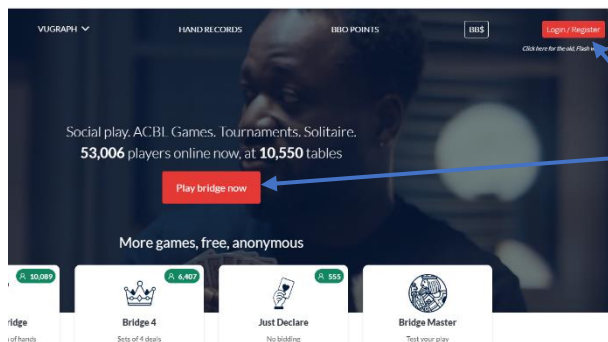 VUGRAPH HAND RECORDS BBO POINTS BB$ Login / Register
Click here for the old, Flash
Social play. ACBL Games. Tournaments. Solitaire.
53,006 players online now, at 10,550 tables
Play bridge now
More games, free, anonymous
10,089 6,407 555
ridge Bridge 4 Just Declare Bridge Master
of hands Sets of 4 deals No bidding Test your play